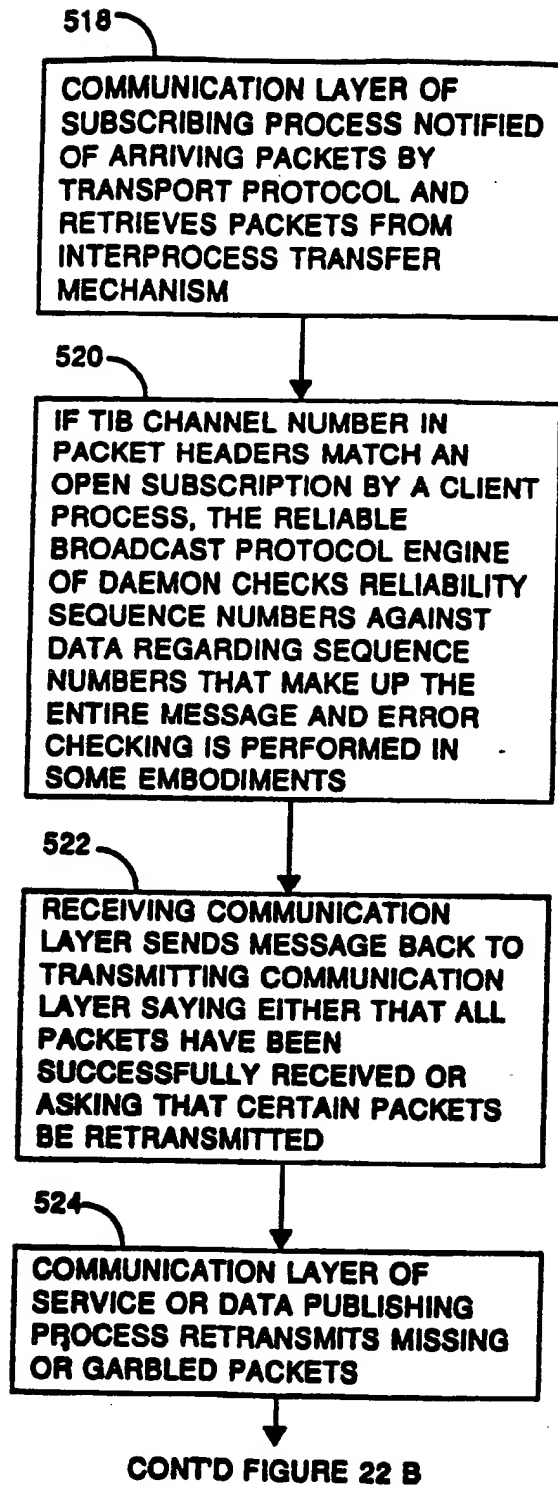 518
COMMUNICATION LAYER OF
SUBSCRIBING PROCESS NOTIFIED
OF ARRIVING PACKETS BY
TRANSPORT PROTOCOL AND
RETRIEVES PACKETS FROM
INTERPROCESS TRANSFER
MECHANISM
520
IF TIB CHANNEL NUMBER IN
PACKET HEADERS MATCH AN
OPEN SUBSCRIPTION BY A CLIENT
PROCESS, THE RELIABLE
BROADCAST PROTOCOL ENGINE
OF DAEMON CHECKS RELIABILITY
SEQUENCE NUMBERS AGAINST
DATA REGARDING SEQUENCE
NUMBERS THAT MAKE UP THE
ENTIRE MESSAGE AND ERROR
CHECKING IS PERFORMED IN
SOME EMBODIMENTS
522
RECEIVING COMMUNICATION
LAYER SENDS MESSAGE BACK TO
TRANSMITTING COMMUNICATION
LAYER SAYING EITHER THAT ALL
PACKETS HAVE BEEN
SUCCESSFULLY RECEIVED OR
ASKING THAT CERTAIN PACKETS
BE RETRANSMITTED
524
COMMUNICATION LAYER OF
SERVICE OR DATA PUBLISHING
PROCESS RETRANSMITS MISSING
OR GARBLED PACKETS
CONT'D FIGURE 22 B